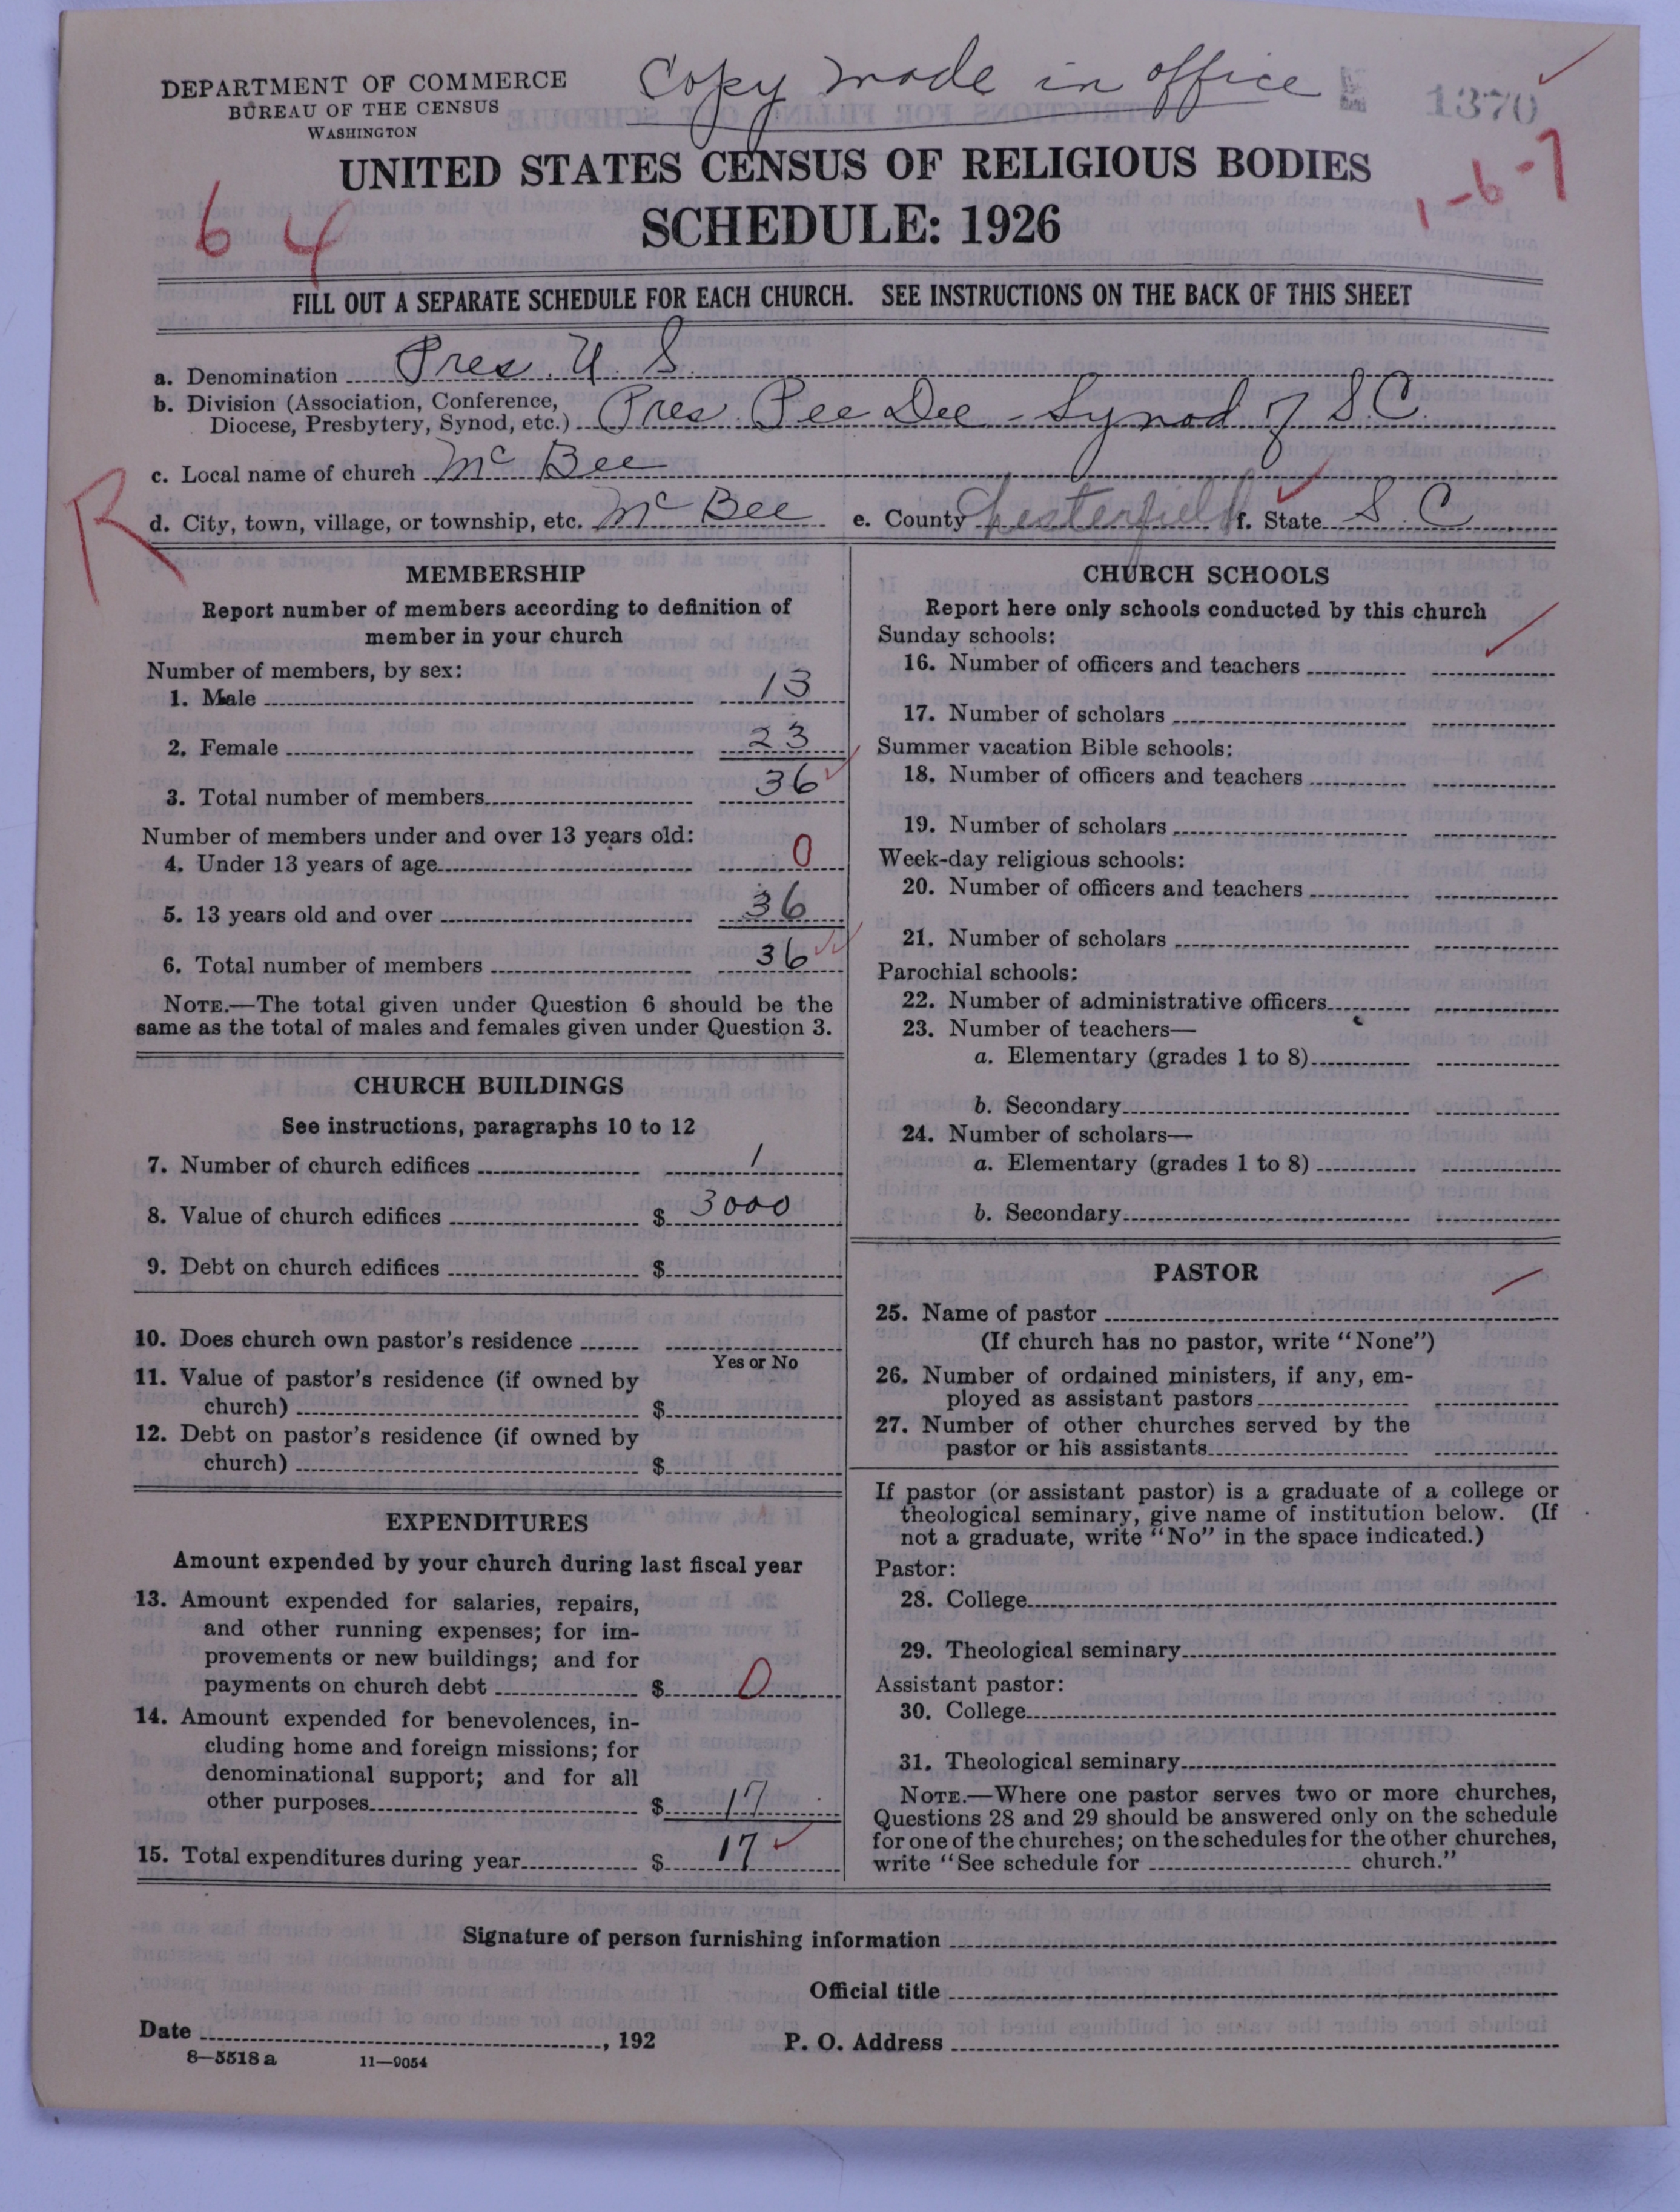 DEPARTMENT OF COMMERCE
BUREAU OF THE CENSUS
WASHINGTON
Copy made in office
1370
1-6-7
UNITED STATES CENSUS OF RELIGIOUS BODIES
SCHEDULE: 1926
64
FILL OUT A SEPARATE SCHEDULE FOR EACH CHURCH. SEE INSTRUCTIONS ON THE BACK OF THIS SHEET
a. Denomination Pres. U. S.
b. Division (Association, Conference,
Diocese, Presbytery, Synod, etc.) Pres. Pee Dee - Synod of S.C.
c. Local name of church McBee
R
d. City, town, village, or township, etc. McBee e. County Chesterfield f. State S. C.
MEMBERSHIP
Report number of members according to definition of
member in your church
Number of members, by sex:
1. Male 13
2. Female 23
3. Total number of members 36
Number of members under and over 13 years old:
4. Under 13 years of age 0
5. 13 years old and over 36
6. Total number of members 36
NOTE.—The total given under Question 6 should be the
same as the total of males and females given under Question 3.
CHURCH BUILDINGS
See instructions, paragraphs 10 to 12
7. Number of church edifices 1
8. Value of church edifices $ 3000
9. Debt on church edifices $
10. Does church own pastor's residence
Yes or No
11. Value of pastor's residence (if owned by
church) $
12. Debt on pastor's residence (if owned by
church) $
EXPENDITURES
Amount expended by your church during last fiscal year
13. Amount expended for salaries, repairs,
and other running expenses; for im-
provements or new buildings; and for
payments on church debt $ 0
14. Amount expended for benevolences, in-
cluding home and foreign missions; for
denominational support; and for all
other purposes $ 17
15. Total expenditures during year $ 17
CHURCH SCHOOLS
Report here only schools conducted by this church
Sunday schools:
16. Number of officers and teachers
17. Number of scholars
Summer vacation Bible schools:
18. Number of officers and teachers
19. Number of scholars
Week-day religious schools:
20. Number of officers and teachers
21. Number of scholars
Parochial schools:
22. Number of administrative officers
23. Number of teachers—
a. Elementary (grades 1 to 8)
b. Secondary
24. Number of scholars—
a. Elementary (grades 1 to 8)
b. Secondary
PASTOR
25. Name of pastor
(If church has no pastor, write "None")
26. Number of ordained ministers, if any, em-
ployed as assistant pastors
27. Number of other churches served by the
pastor or his assistants
If pastor (or assistant pastor) is a graduate of a college or
theological seminary, give name of institution below. (If
not a graduate, write "No" in the space indicated.)
Pastor:
28. College
29. Theological seminary
Assistant pastor:
30. College
31. Theological seminary
NOTE.—Where one pastor serves two or more churches,
Questions 28 and 29 should be answered only on the schedule
for one of the churches; on the schedules for the other churches,
write "See schedule for church."
Signature of person furnishing information
Official title
Date , 192 P. O. Address
8—5518a 11—9054